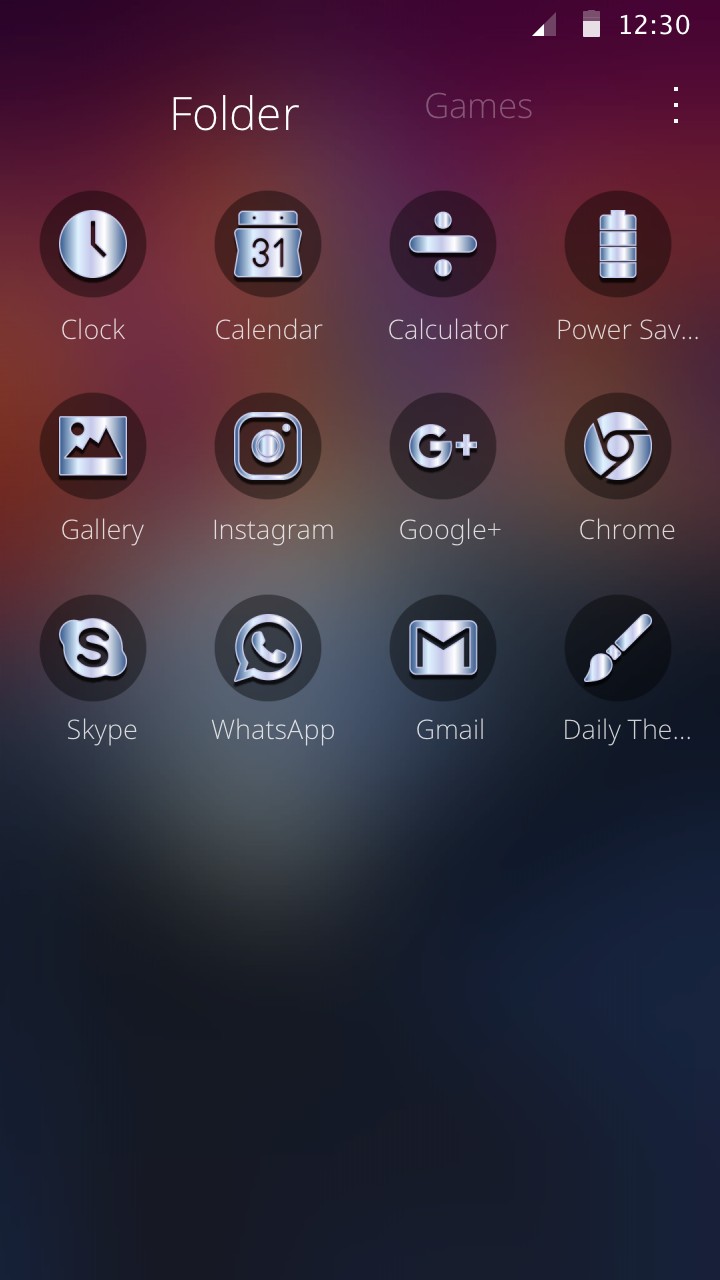 12:30
Folder Games
31
Clock Calendar Calculator Power Sav...
G+
Gallery Instagram Google+ Chrome
S M
Skype WhatsApp Gmail Daily The...